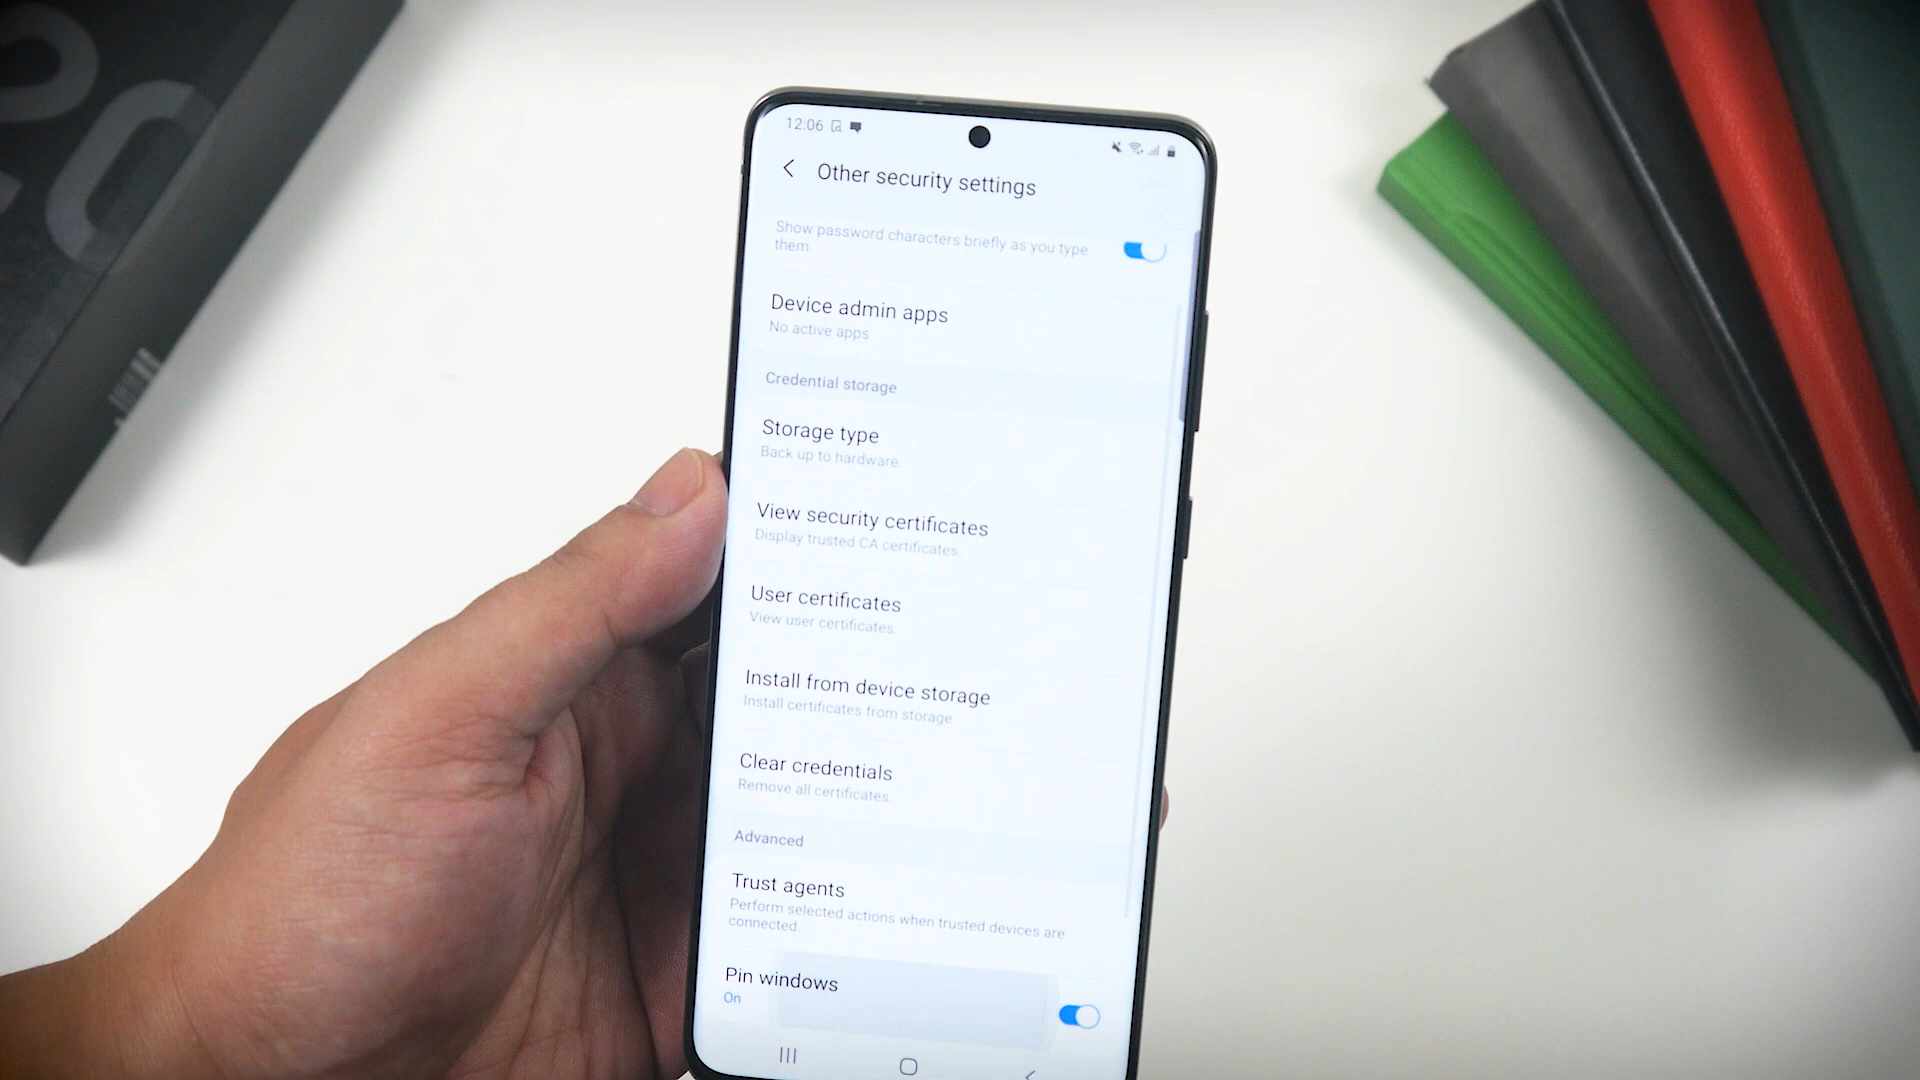 20
12:06
Other security settings
Show password characters briefly as you type
them.
Device admin apps
No active apps
Credential storage
Storage type
Back up to hardware.
View security certificates
Display trusted CA certificates.
User certificates
View user certificates.
Install from device storage
Install certificates from storage.
Clear credentials
Remove all certificates.
Advanced
Trust agents
Perform selected actions when trusted devices are
connected.
Pin windows
On